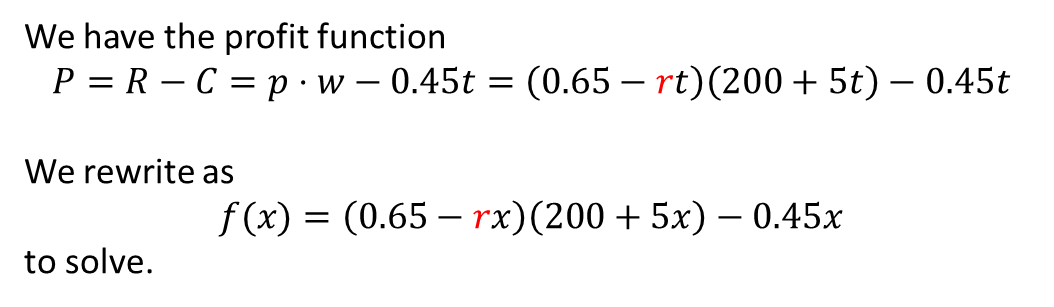 We have the profit function
P = R − C = p · w − 0.45t = (0.65 − rt)(200 + 5t) − 0.45t
We rewrite as
f(x) = (0.65 − rx)(200 + 5x) − 0.45x
to solve.